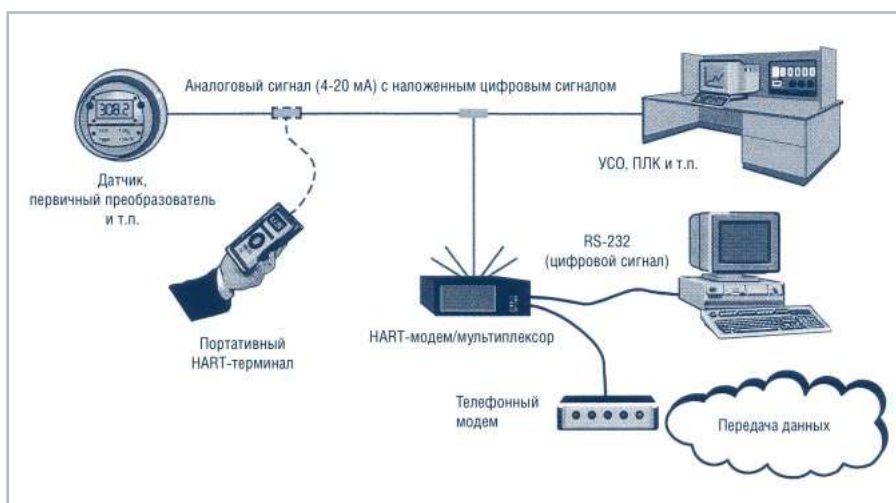 Аналоговый сигнал (4-20 мА) с наложенным цифровым сигналом
308.2
Датчик,
первичный преобразователь
и т.п.
УСО, ПЛК и т.п.
RS-232
(цифровой сигнал)
Портативный
HART-терминал
HART-модем/мультиплексор
Телефонный
модем
Передача данных